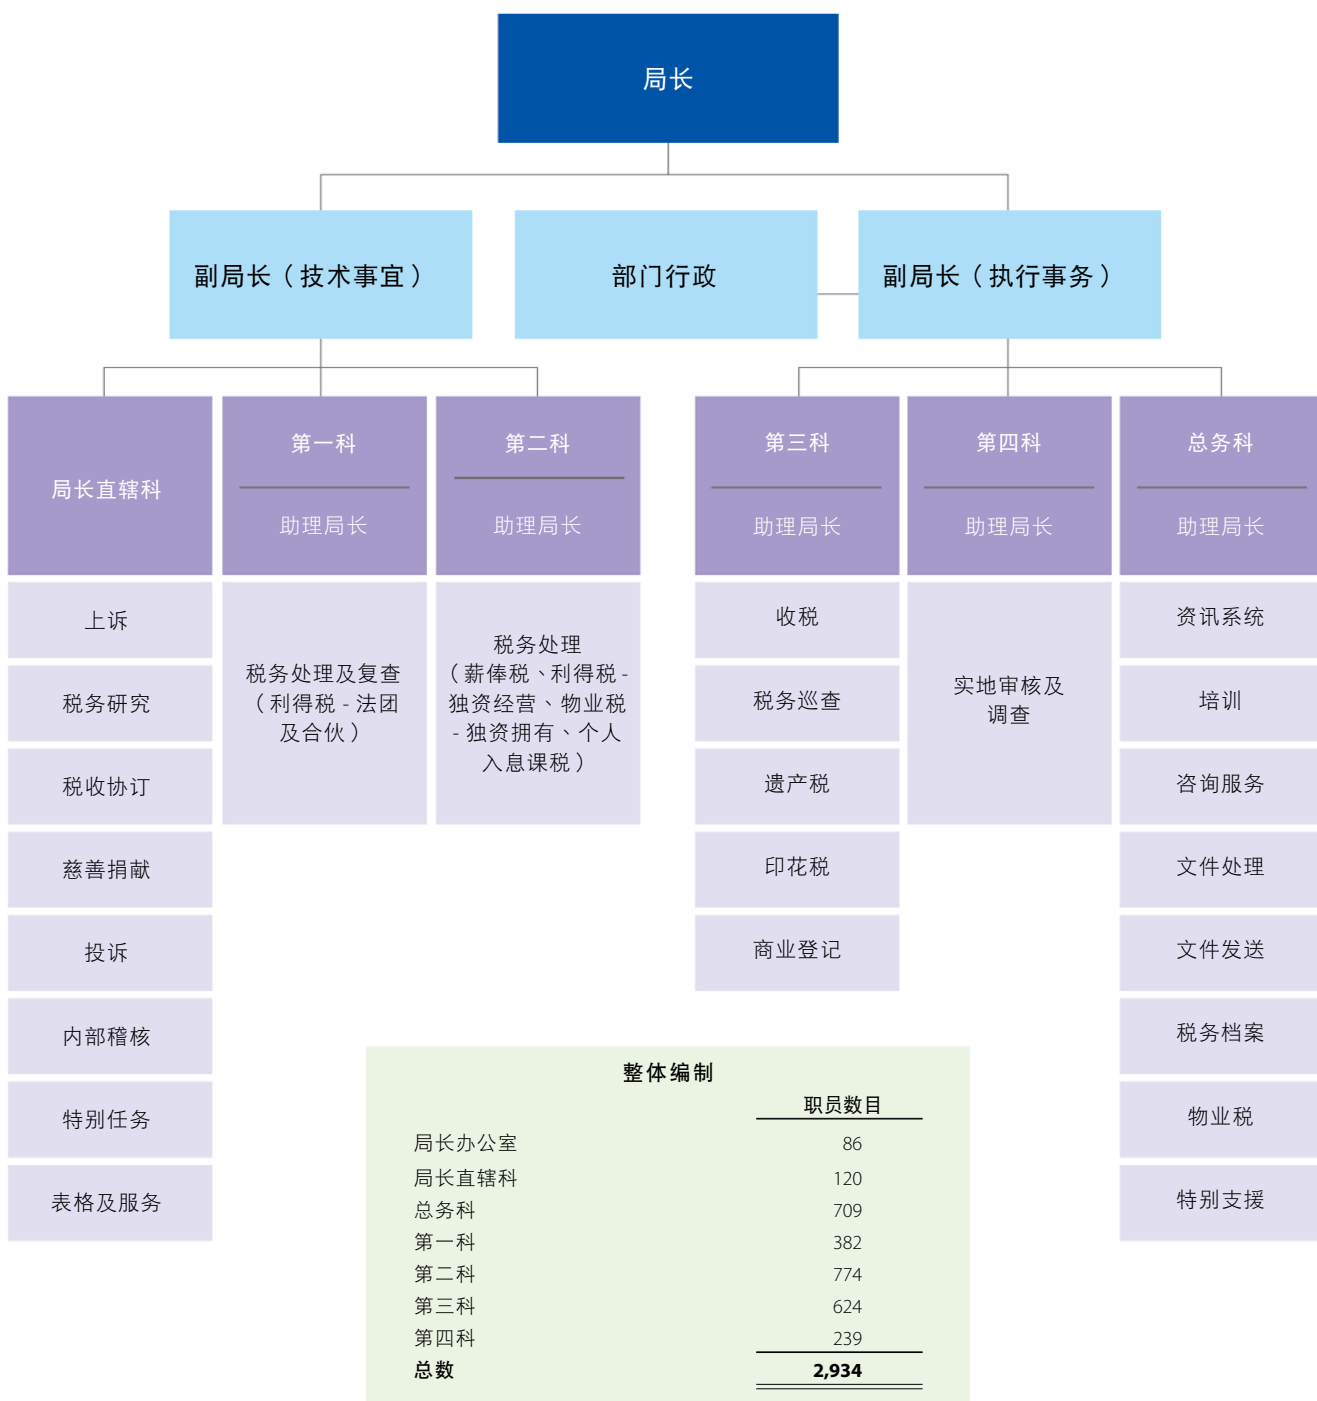 局长
副局长（技术事宜）
部门行政
副局长（执行事务）
局长直辖科
上诉
税务研究
税收协订
慈善捐献
投诉
内部稽核
特别任务
表格及服务
第一科
助理局长
税务处理及复查
（利得税 - 法团
及合伙）
第二科
助理局长
税务处理
（薪俸税、利得税 -
独资经营、物业税
- 独资拥有、个人
入息课税）
第三科
助理局长
收税
税务巡查
遗产税
印花税
商业登记
第四科
助理局长
实地审核及
调查
总务科
助理局长
资讯系统
培训
咨询服务
文件处理
文件发送
税务档案
物业税
特别支援
整体编制
职员数目
局长办公室 86
局长直辖科 120
总务科 709
第一科 382
第二科 774
第三科 624
第四科 239
总数 2,934